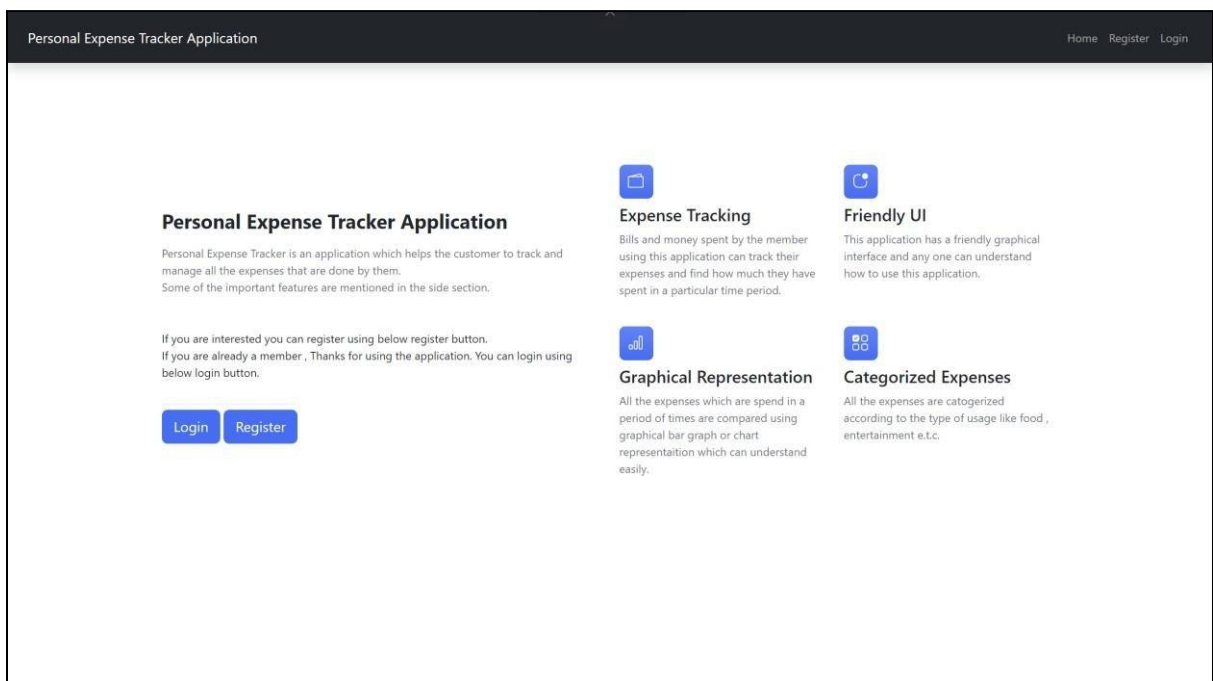 Personal Expense Tracker Application
Home Register Login
Personal Expense Tracker Application
Personal Expense Tracker is an application which helps the customer to track and
manage all the expenses that are done by them.
Some of the important features are mentioned in the side section.
If you are interested you can register using below register button.
If you are already a member , Thanks for using the application. You can login using
below login button.
Login Register
Expense Tracking
Bills and money spent by the member
using this application can track their
expenses and find how much they have
spent in a particular time period.
Friendly UI
This application has a friendly graphical
interface and any one can understand
how to use this application.
Graphical Representation
All the expenses which are spend in a
period of times are compared using
graphical bar graph or chart
representaition which can understand
easily.
Categorized Expenses
All the expenses are catogerized
according to the type of usage like food ,
entertainment e.t.c.